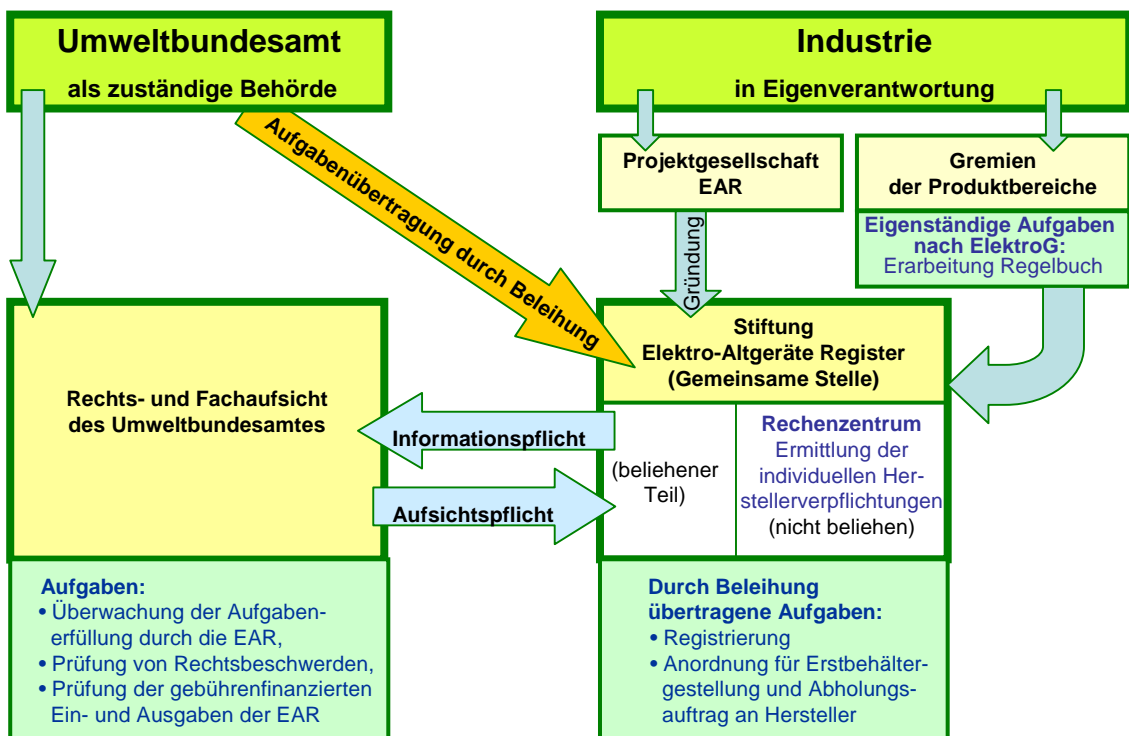 Umweltbundesamt
als zuständige Behörde
Industrie
in Eigenverantwortung
Aufgabenübertragung durch Beleihung
Projektgesellschaft
EAR
Gremien
der Produktbereiche
Eigenständige Aufgaben
nach ElektroG:
Erarbeitung Regelbuch
Gründung
Rechts- und Fachaufsicht
des Umweltbundesamtes
Stiftung
Elektro-Altgeräte Register
(Gemeinsame Stelle)
Informationspflicht
Aufsichtspflicht
(beliehener
Teil)
Rechenzentrum
Ermittlung der
individuellen Her-
stellerverpflichtungen
(nicht beliehen)
Aufgaben:
• Überwachung der Aufgaben-
erfüllung durch die EAR,
• Prüfung von Rechtsbeschwerden,
• Prüfung der gebührenfinanzierten
Ein- und Ausgaben der EAR
Durch Beleihung
übertragene Aufgaben:
• Registrierung
• Anordnung für Erstbehälter-
gestellung und Abholungs-
auftrag an Hersteller